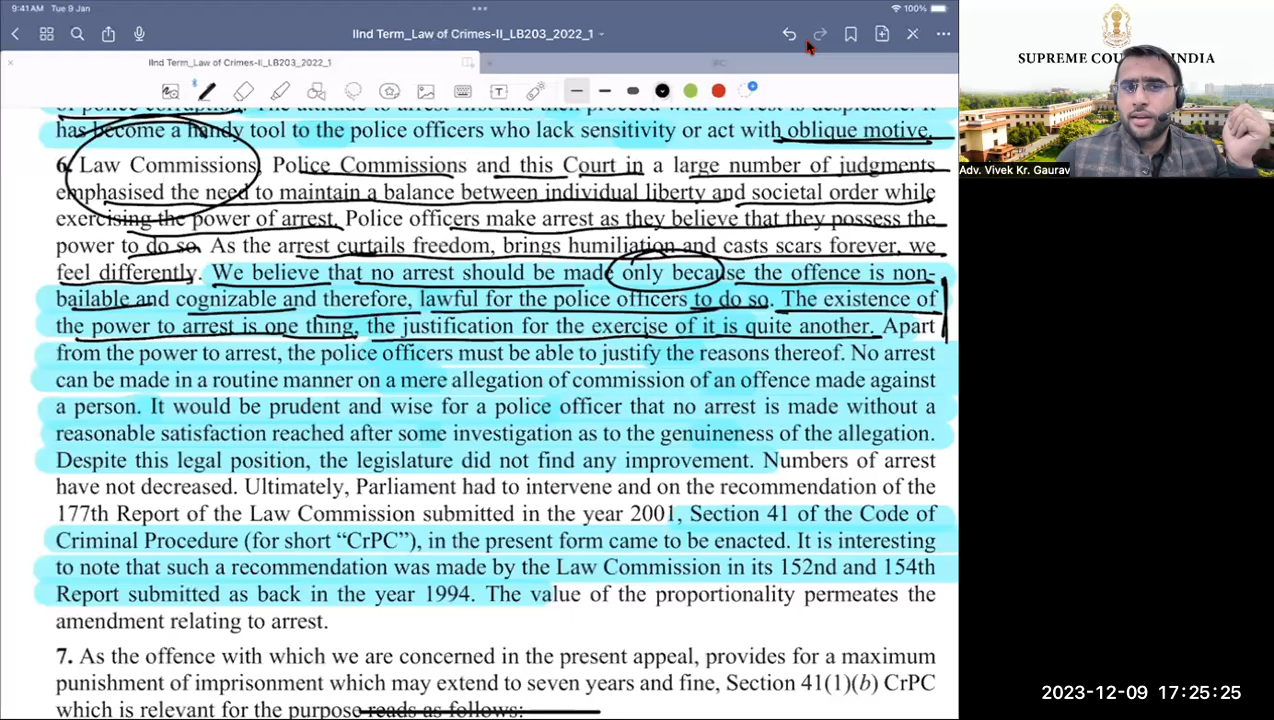 9:41 AM Tue 9 Jan
100%
IInd Term_Law of Crimes-II_LB203_2022_1
IInd Term_Law of Crimes-II_LB203_2022_1
IPC
SUPREME COURT INDIA
has become a handy tool to the police officers who lack sensitivity or act with oblique motive.
6. Law Commissions, Police Commissions and this Court in a large number of judgments
emphasised the need to maintain a balance between individual liberty and societal order while
exercising the power of arrest. Police officers make arrest as they believe that they possess the
power to do so. As the arrest curtails freedom, brings humiliation and casts scars forever, we
feel differently. We believe that no arrest should be made only because the offence is non-
bailable and cognizable and therefore, lawful for the police officers to do so. The existence of
the power to arrest is one thing, the justification for the exercise of it is quite another. Apart
from the power to arrest, the police officers must be able to justify the reasons thereof. No arrest
can be made in a routine manner on a mere allegation of commission of an offence made against
a person. It would be prudent and wise for a police officer that no arrest is made without a
reasonable satisfaction reached after some investigation as to the genuineness of the allegation.
Despite this legal position, the legislature did not find any improvement. Numbers of arrest
have not decreased. Ultimately, Parliament had to intervene and on the recommendation of the
177th Report of the Law Commission submitted in the year 2001, Section 41 of the Code of
Criminal Procedure (for short “CrPC”), in the present form came to be enacted. It is interesting
to note that such a recommendation was made by the Law Commission in its 152nd and 154th
Report submitted as back in the year 1994. The value of the proportionality permeates the
amendment relating to arrest.
7. As the offence with which we are concerned in the present appeal, provides for a maximum
punishment of imprisonment which may extend to seven years and fine, Section 41(1)(b) CrPC
which is relevant for the purpose reads as follows:
Adv. Vivek Kr. Gaurav
2023-12-09 17:25:25